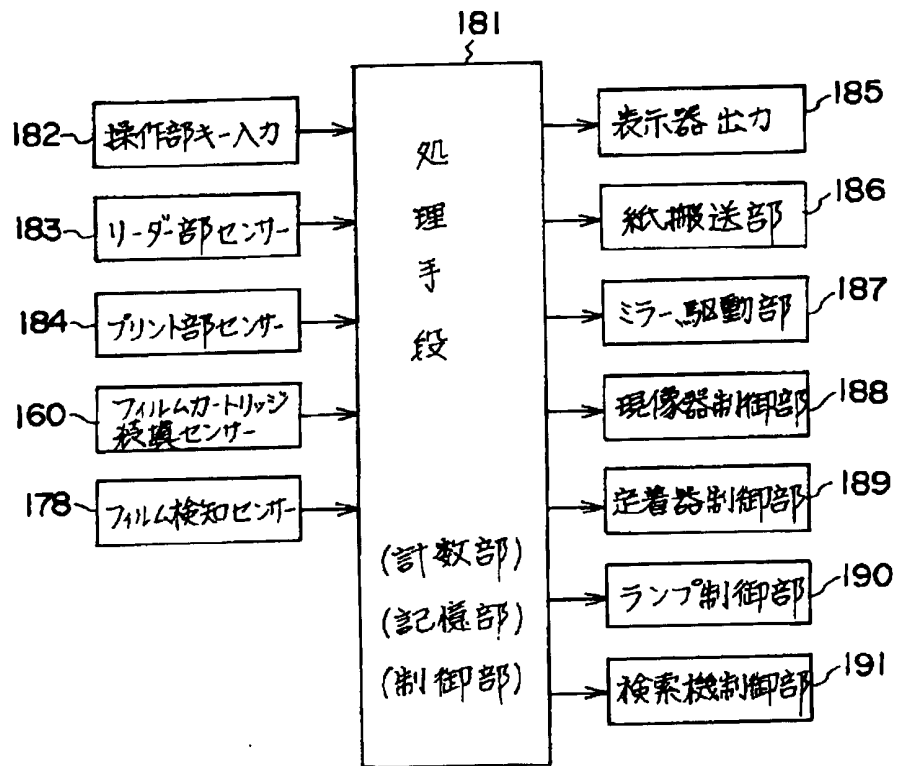 181
182
操作部キー入力
183
リーダー部センサー
184
プリント部センサー
160
フィルムカートリッジ
装填センサー
178
フィルム検知センサー
処
理
手
段
(計数部)
(記憶部)
(制御部)
表示器出力
185
紙搬送部
186
ミラー駆動部
187
現像器制御部
188
定着器制御部
189
ランプ制御部
190
検索機制御部
191